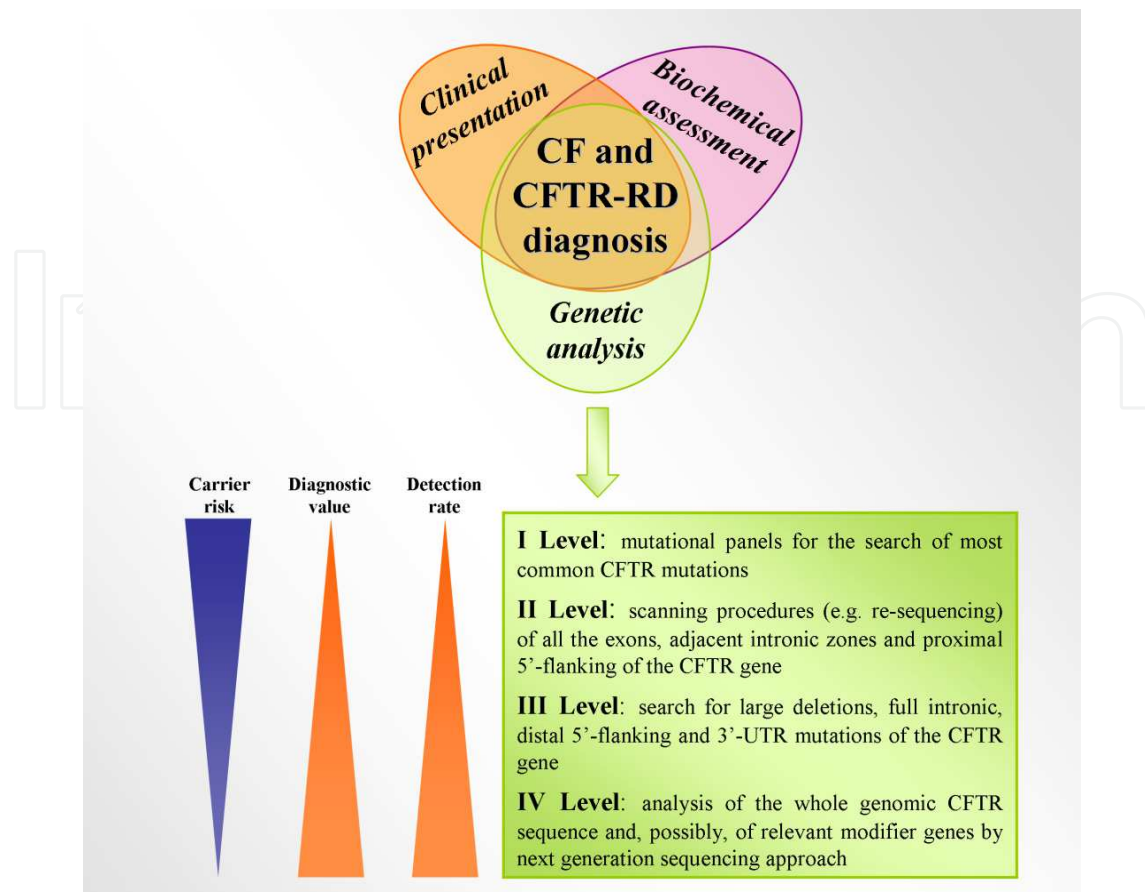 Clinical
presentation
Biochemical
assessment
CF and
CFTR-RD
diagnosis
Genetic
analysis
Carrier
risk
Diagnostic
value
Detection
rate
I Level: mutational panels for the search of most
common CFTR mutations
II Level: scanning procedures (e.g. re-sequencing)
of all the exons, adjacent intronic zones and proximal
5’-flanking of the CFTR gene
III Level: search for large deletions, full intronic,
distal 5’-flanking and 3’-UTR mutations of the CFTR
gene
IV Level: analysis of the whole genomic CFTR
sequence and, possibly, of relevant modifier genes by
next generation sequencing approach